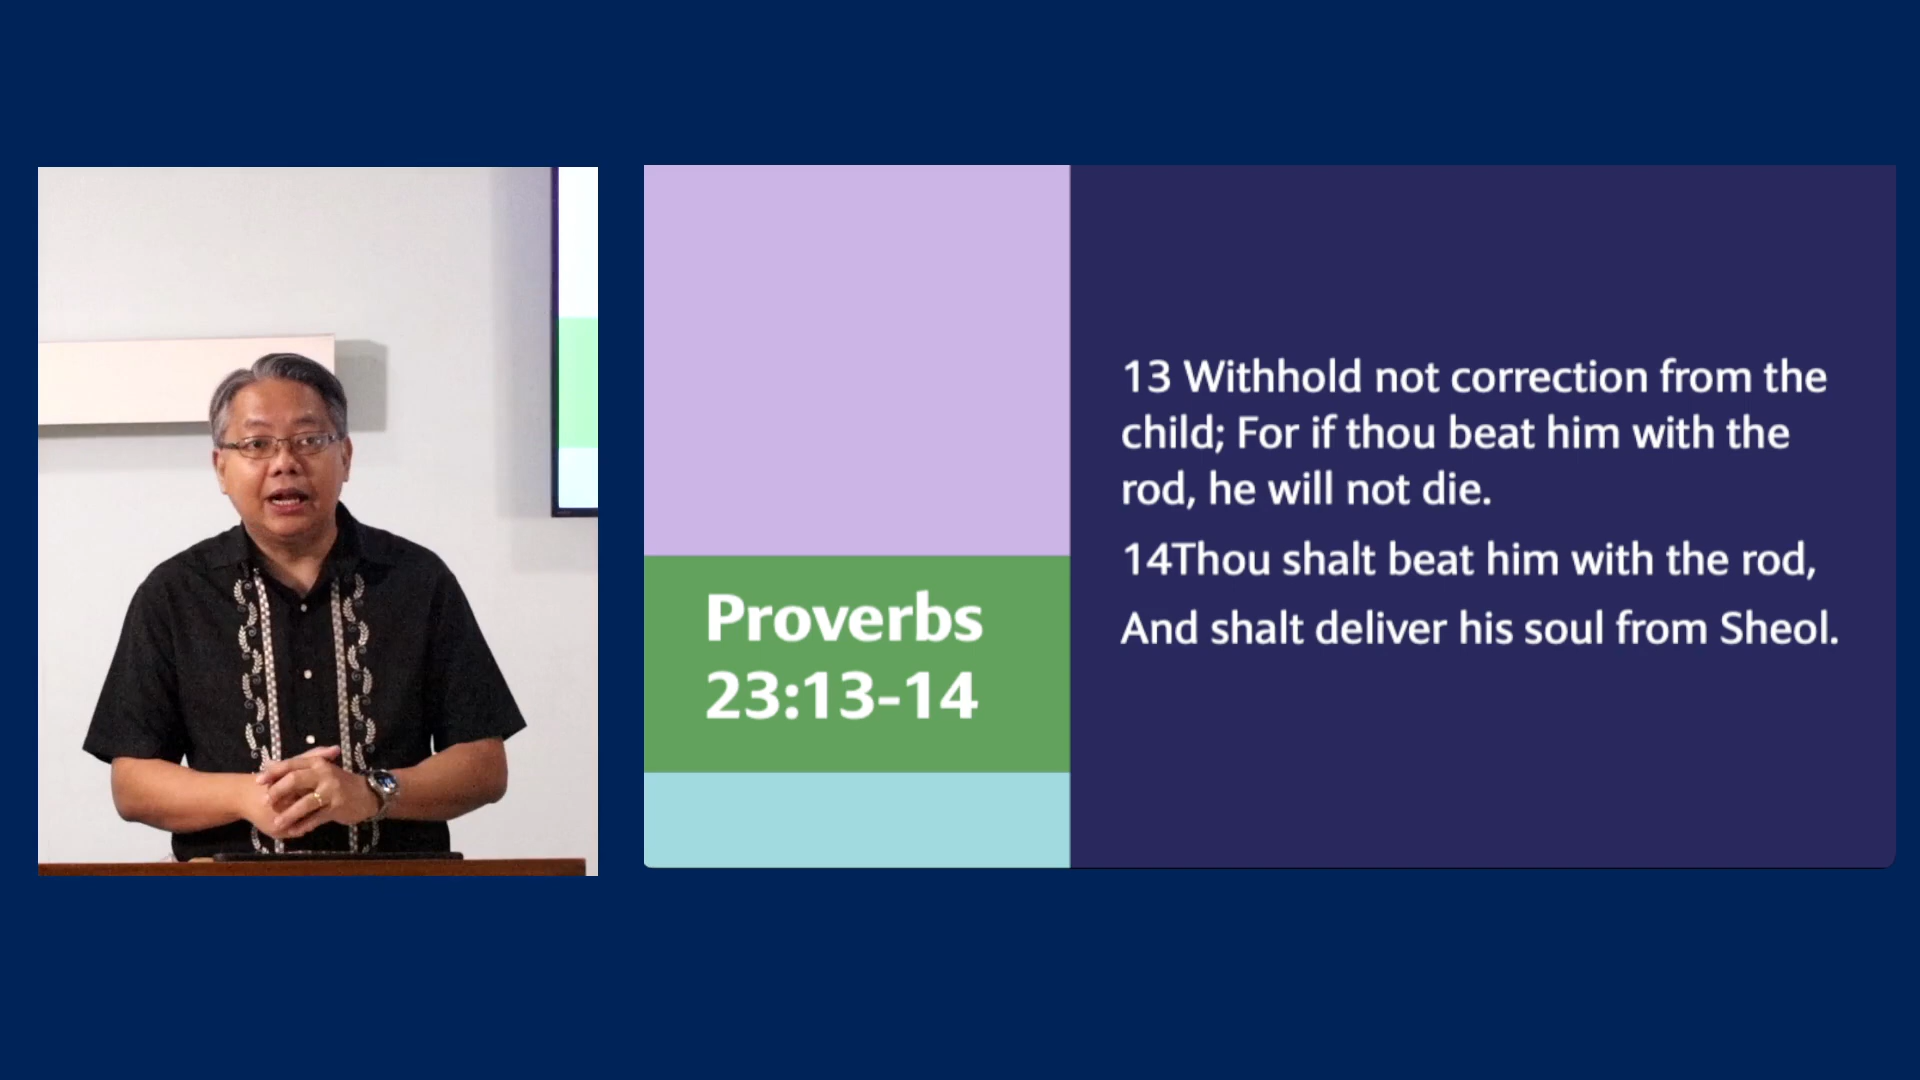 Proverbs
23:13-14
13 Withhold not correction from the
child; For if thou beat him with the
rod, he will not die.
14Thou shalt beat him with the rod,
And shalt deliver his soul from Sheol.